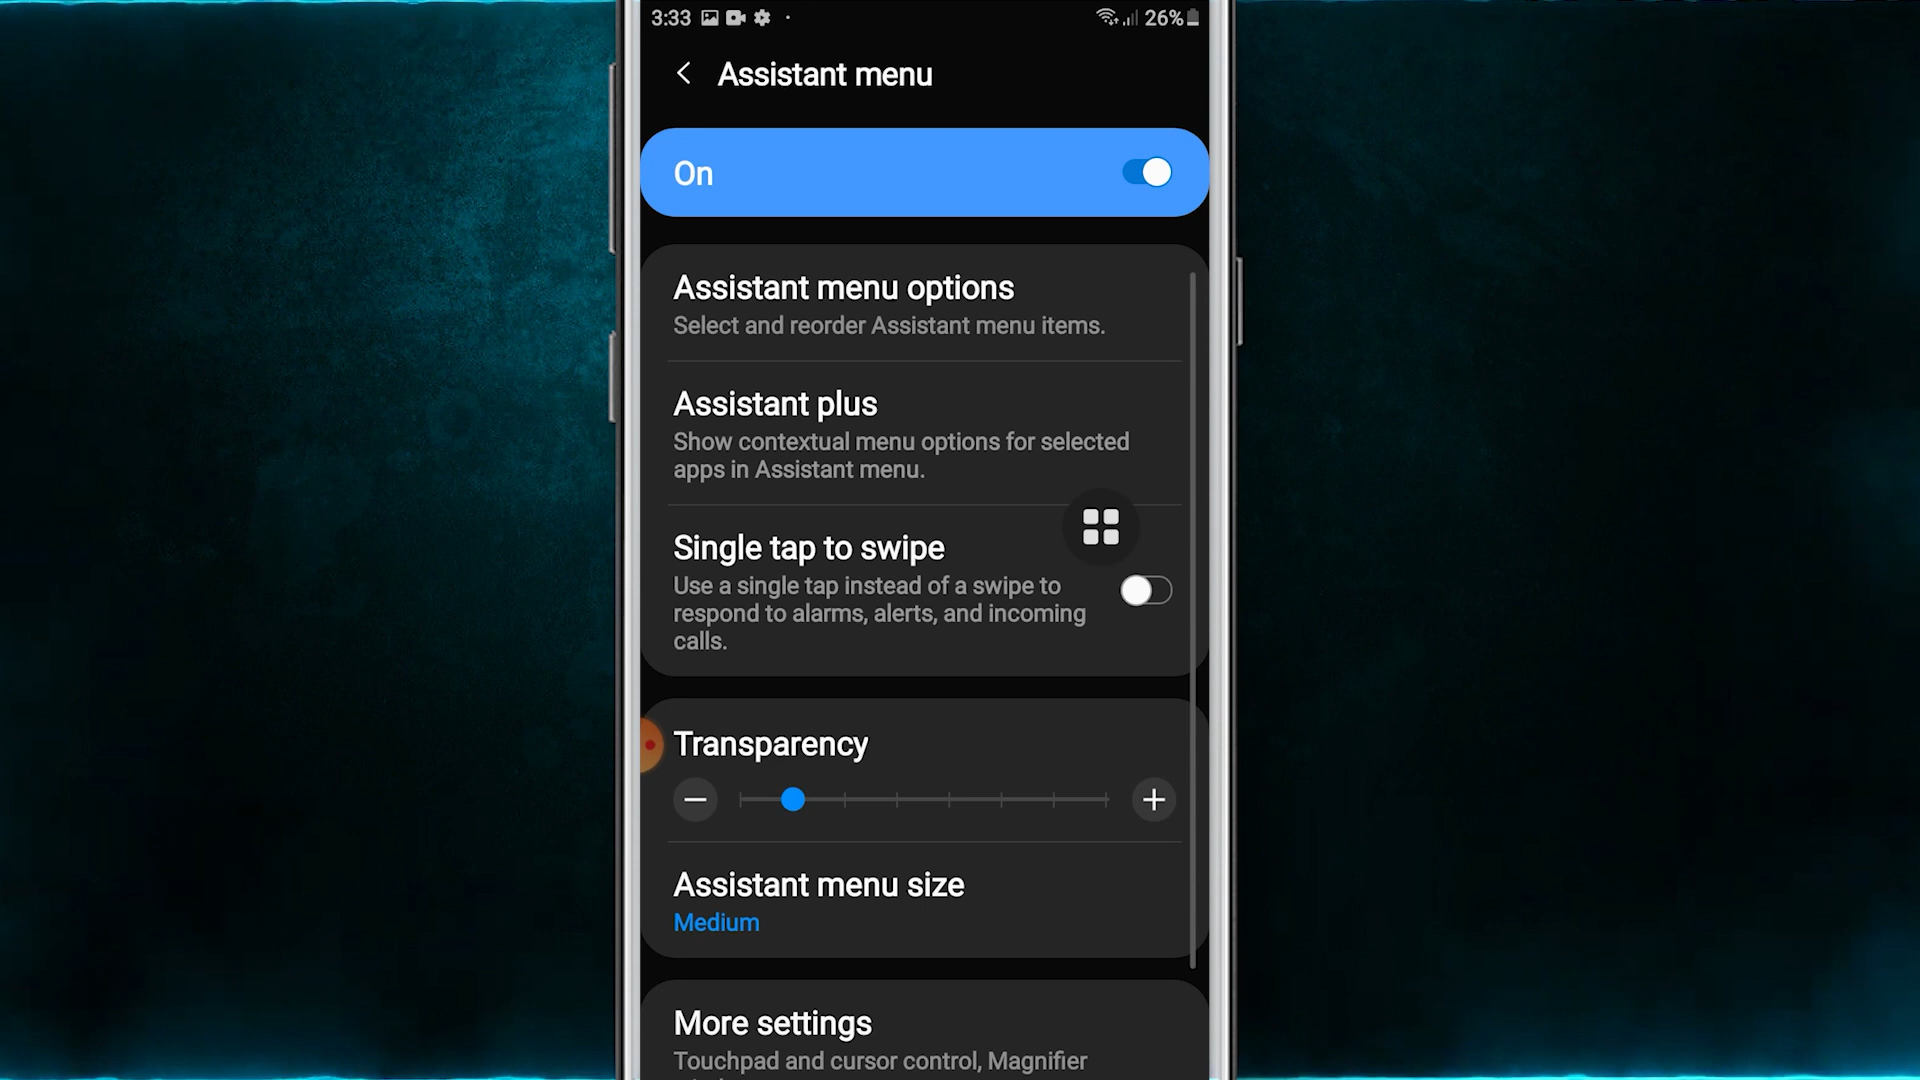 3:33
26%
Assistant menu
On
Assistant menu options
Select and reorder Assistant menu items.
Assistant plus
Show contextual menu options for selected
apps in Assistant menu.
Single tap to swipe
Use a single tap instead of a swipe to
respond to alarms, alerts, and incoming
calls.
Transparency
Assistant menu size
Medium
More settings
Touchpad and cursor control, Magnifier